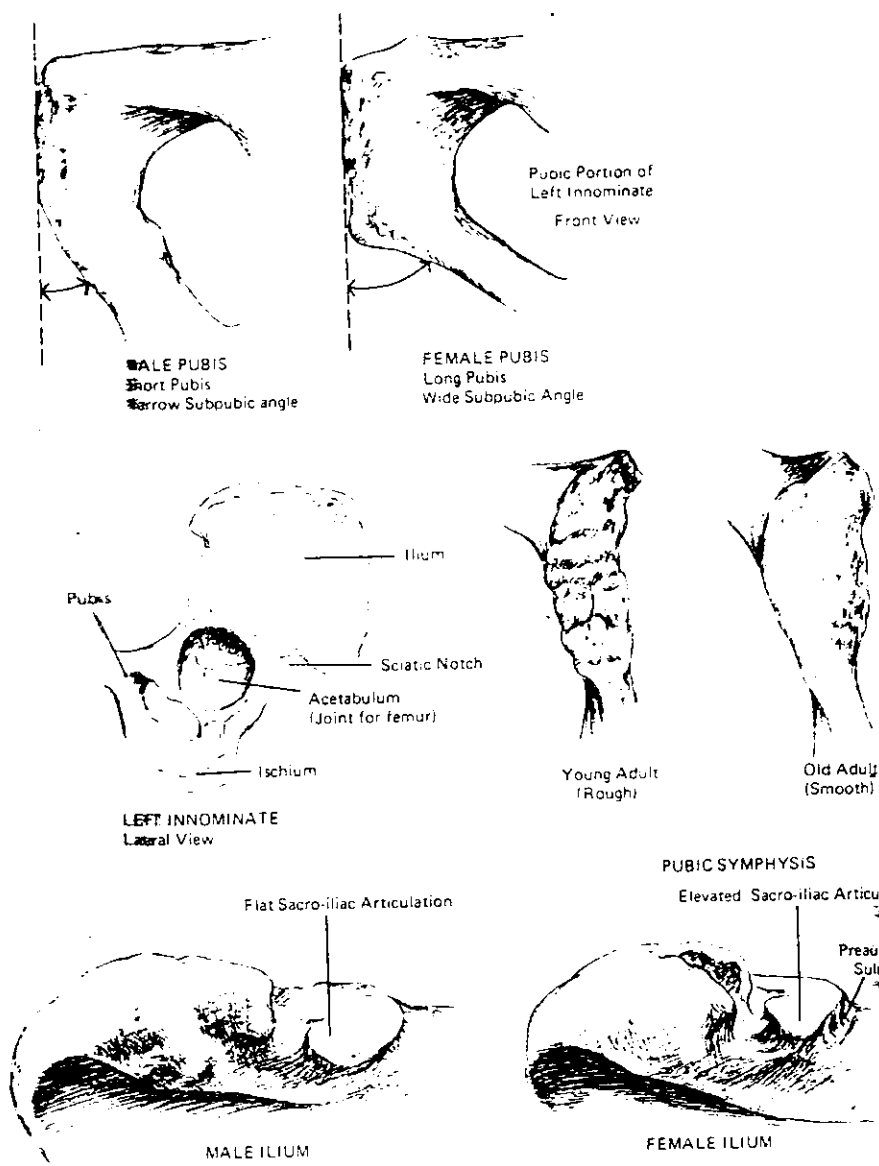 Pubic Portion of
Left Innominate
Front View
MALE PUBIS
Short Pubis
Narrow Subpubic angle
FEMALE PUBIS
Long Pubis
Wide Subpubic Angle
Ilium
Pubis
Sciatic Notch
Acetabulum
(Joint for femur)
Ischium
LEFT INNOMINATE
Lateral View
Young Adult
(Rough)
Old Adult
(Smooth)
PUBIC SYMPHYSIS
Flat Sacro-iliac Articulation
Elevated Sacro-iliac Articu
Preau
Sul
MALE ILIUM
FEMALE ILIUM